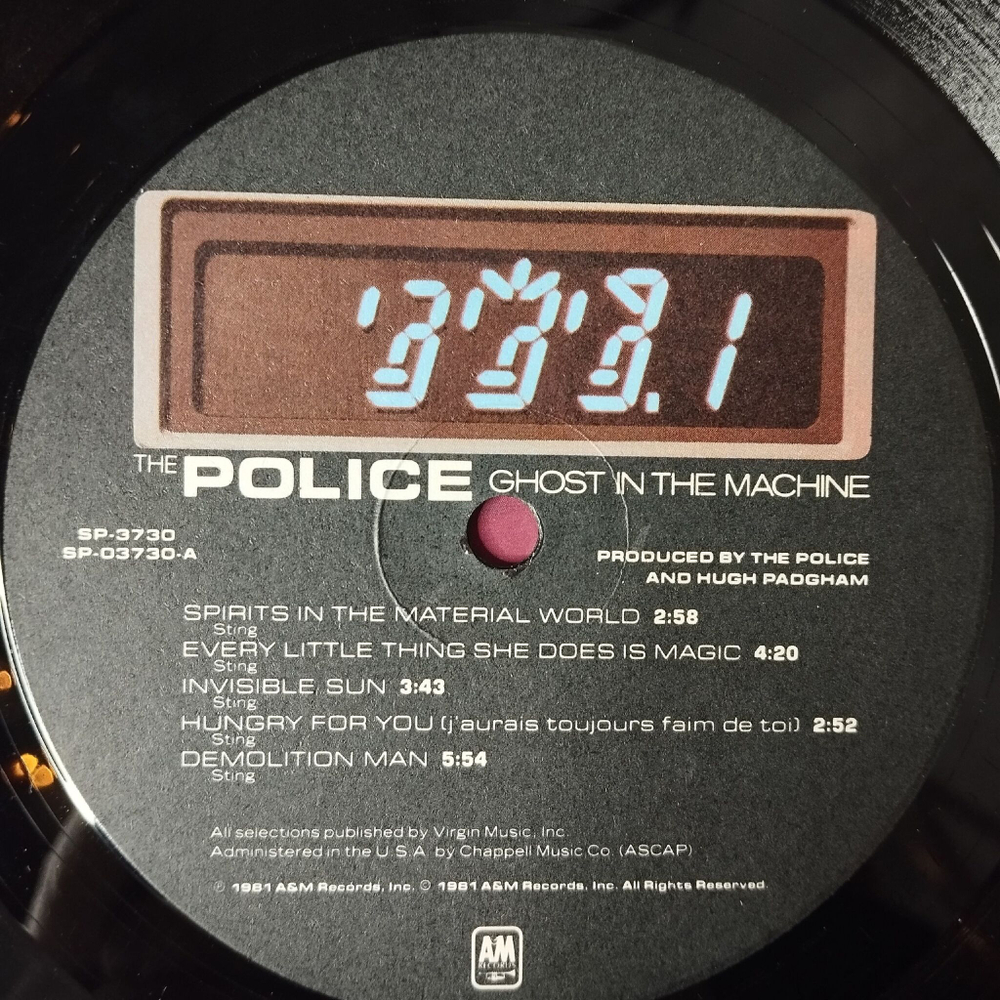 .1
THE POLICE GHOST IN THE MACHINE
SP-3730
SP-03730-A
PRODUCED BY THE POLICE
AND HUGH PADGHAM
SPIRITS IN THE MATERIAL WORLD 2:58
Sting
EVERY LITTLE THING SHE DOES IS MAGIC 4:20
Sting
INVISIBLE SUN 3:43
Sting
HUNGRY FOR YOU (j'aurais toujours faim de toi) 2:52
Sting
DEMOLITION MAN 5:54
Sting
All selections published by Virgin Music, Inc.
Administered in the U.S.A. by Chappell Music Co. (ASCAP)
℗ 1981 A&M Records, Inc. © 1981 A&M Records, Inc. All Rights Reserved.
A&M
RECORDS